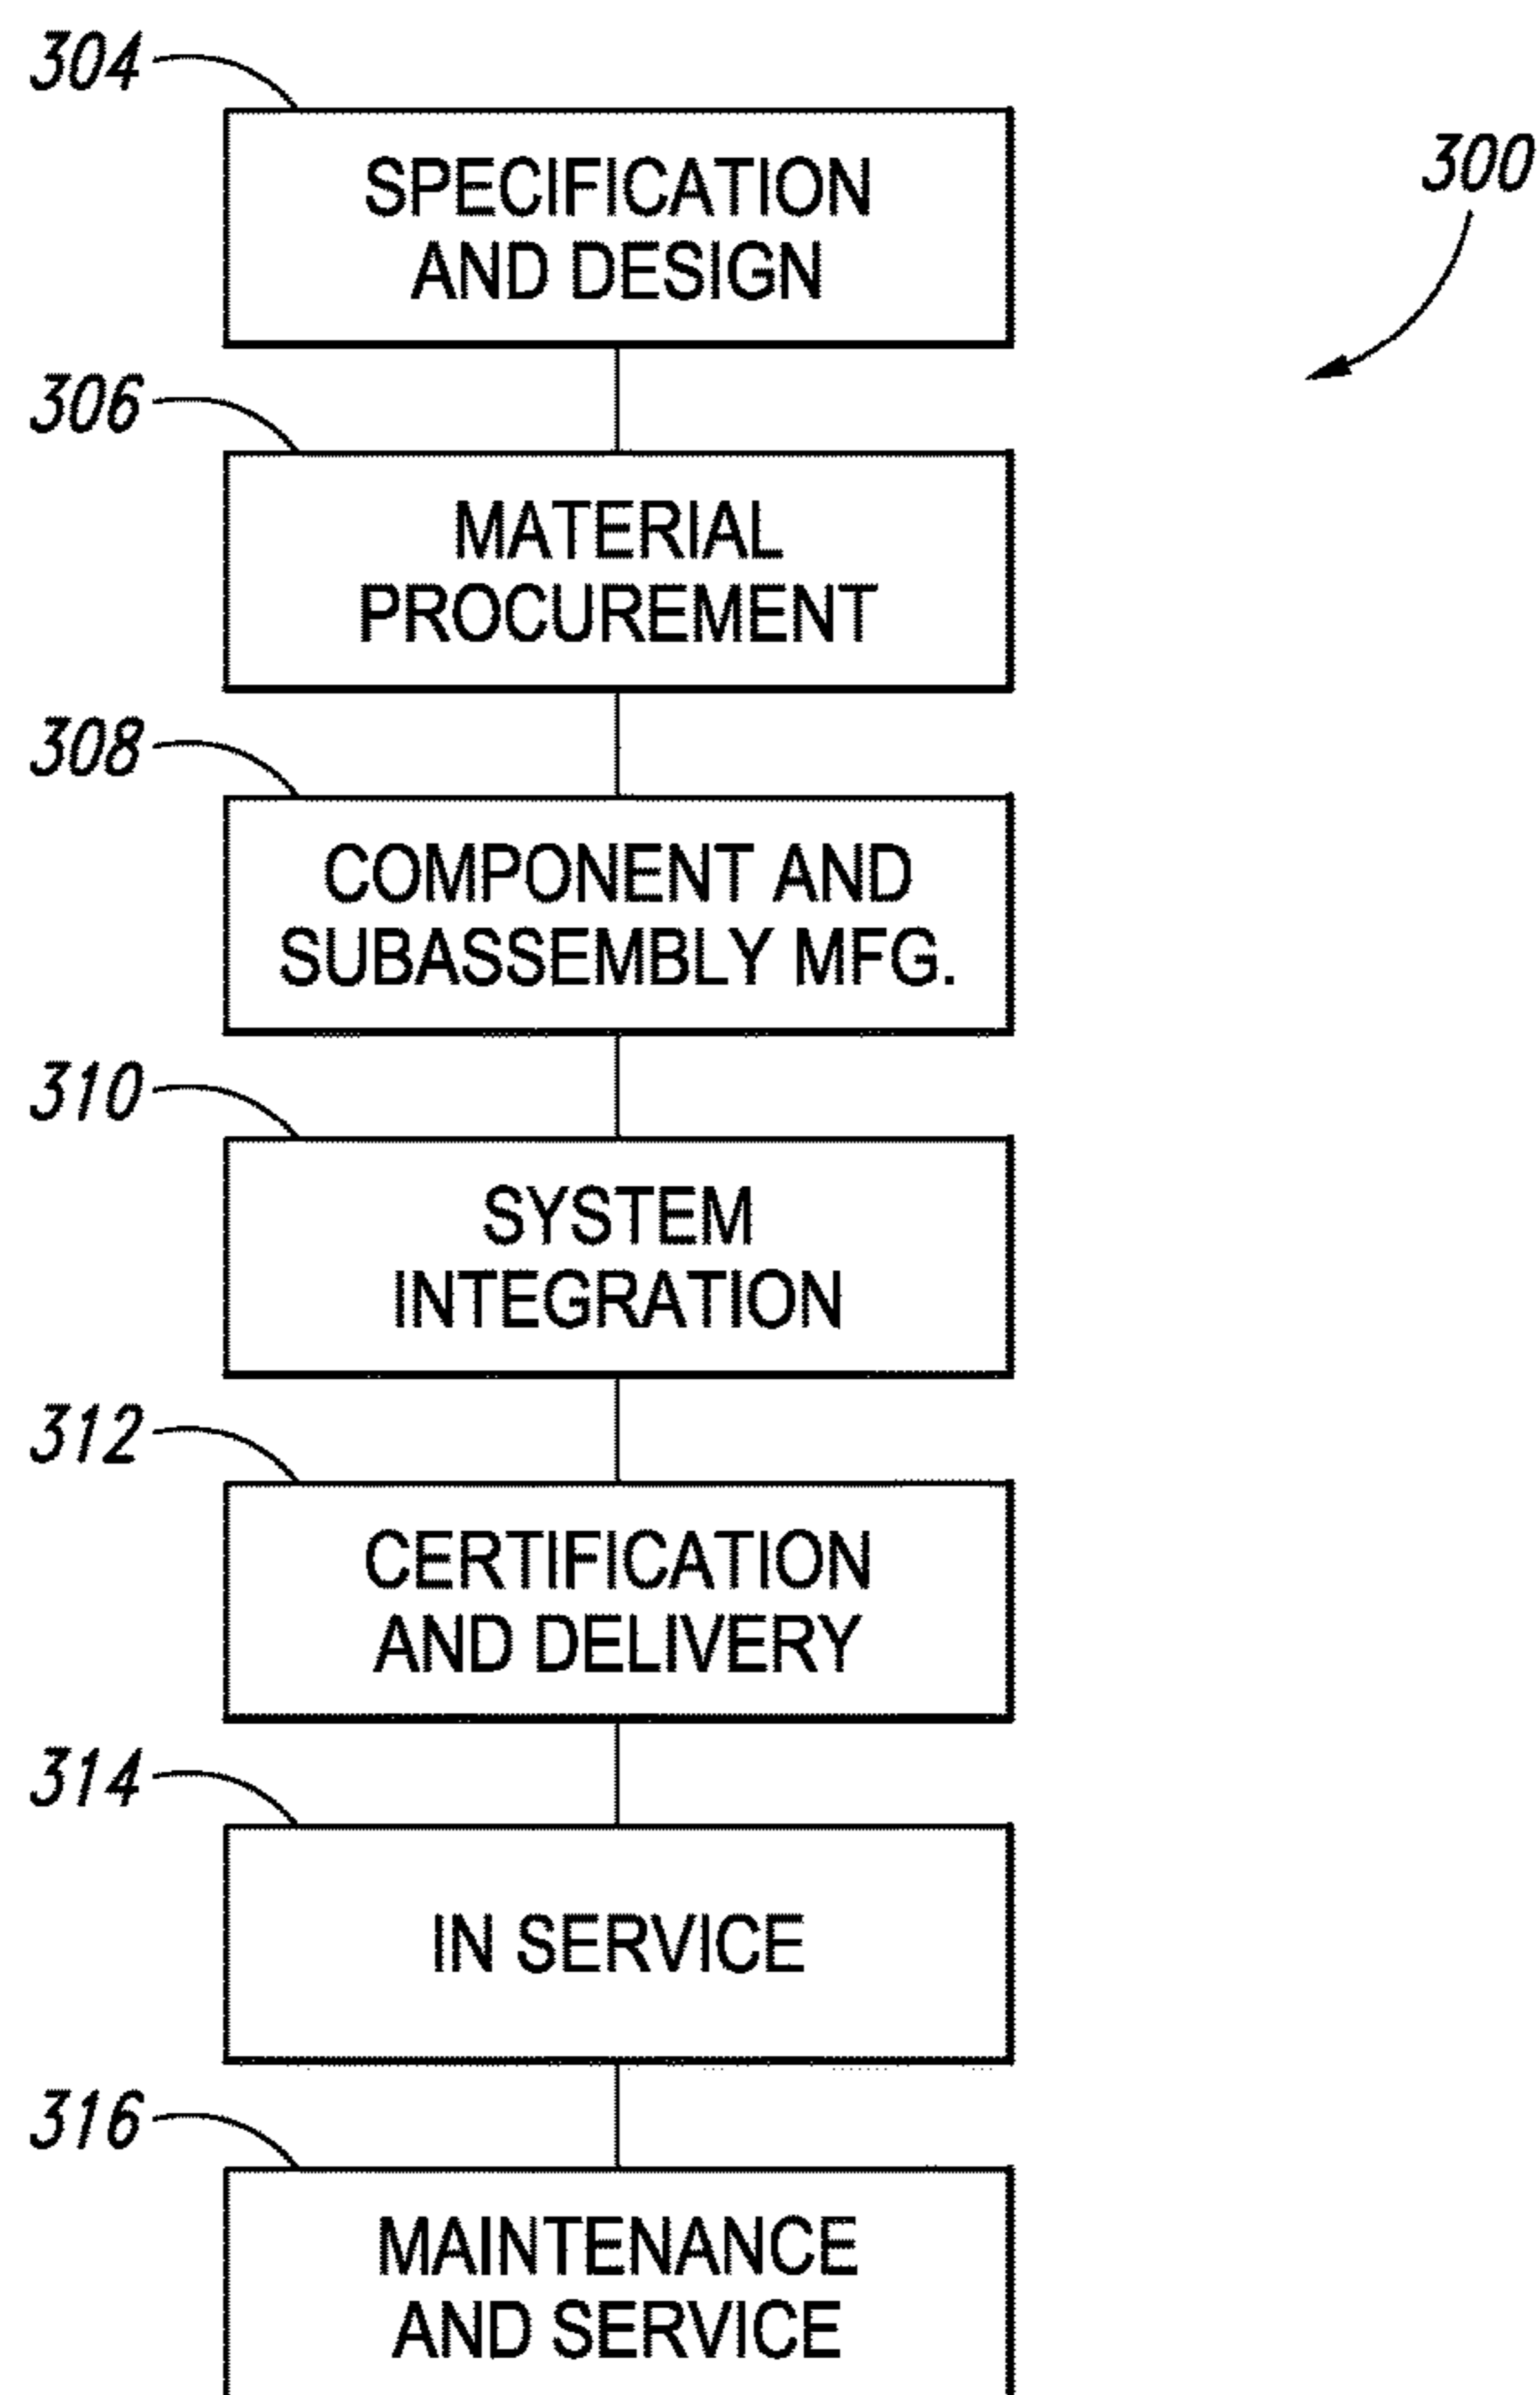 304
SPECIFICATION
AND DESIGN
300
306
MATERIAL
PROCUREMENT
308
COMPONENT AND
SUBASSEMBLY MFG.
310
SYSTEM
INTEGRATION
312
CERTIFICATION
AND DELIVERY
314
IN SERVICE
316
MAINTENANCE
AND SERVICE